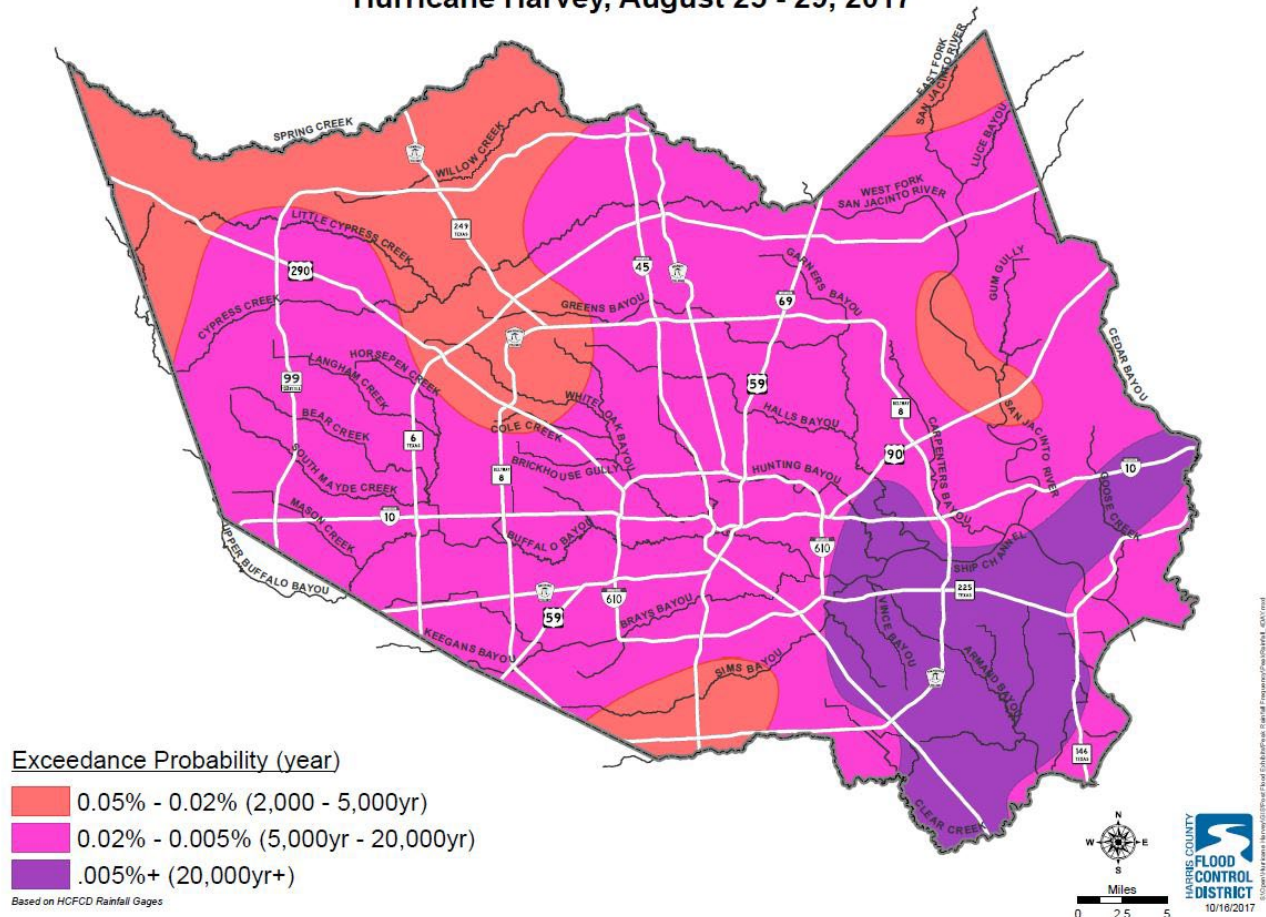 Hurricane Harvey, August 25 - 29, 2017
EAST FORK
SAN JACINTO RIVER
SPRING CREEK
WILLOW CREEK
LUCE BAYOU
WEST FORK
SAN JACINTO RIVER
LITTLE CYPRESS CREEK
249
TEXAS
290
45
GARNERS BAYOU
GUM GULLY
69
CYPRESS CREEK
GREENS BAYOU
CEDAR BAYOU
HORSEPEN CREEK
LANGHAM CREEK
99
59
WHITE OAK BAYOU
HALLS BAYOU
BELTWAY
8
SAN JACINTO RIVER
BEAR CREEK
COLE CREEK
6
TEXAS
CARPENTERS BAYOU
90
SOUTH MAYDE CREEK
BRICKHOUSE GULLY
BELTWAY
8
HUNTING BAYOU
10
GOOSE CREEK
MASON CREEK
10
BUFFALO BAYOU
UPPER BUFFALO BAYOU
610
SHIP CHANNEL
59
610
BRAYS BAYOU
225
TEXAS
VINCE BAYOU
KEEGANS BAYOU
SIMS BAYOU
ARMAND BAYOU
146
TEXAS
CLEAR CREEK
Exceedance Probability (year)
0.05% - 0.02% (2,000 - 5,000yr)
0.02% - 0.005% (5,000yr - 20,000yr)
.005%+ (20,000yr+)
Based on HCFCD Rainfall Gages
N
W E
S
Miles
0 2.5 5
HARRIS COUNTY
FLOOD
CONTROL
DISTRICT
10/16/2017